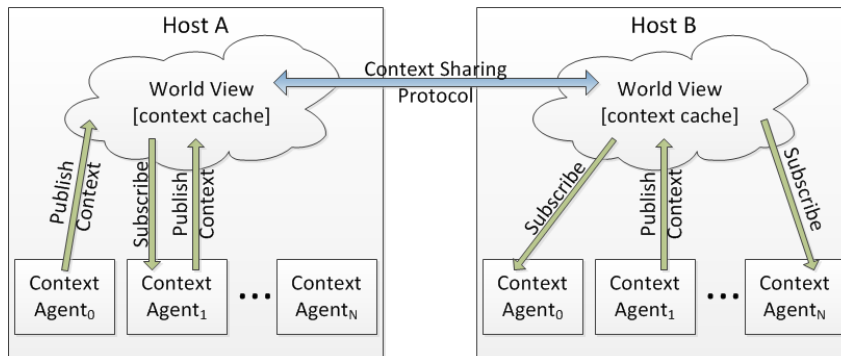 Host A
World View
[context cache]
Publish
Context
Subscribe
Publish
Context
Context
Agent0
Context
Agent1
...
Context
AgentN
Context Sharing
Protocol
Host B
World View
[context cache]
Subscribe
Publish
Context
Subscribe
Context
Agent0
Context
Agent1
...
Context
AgentN